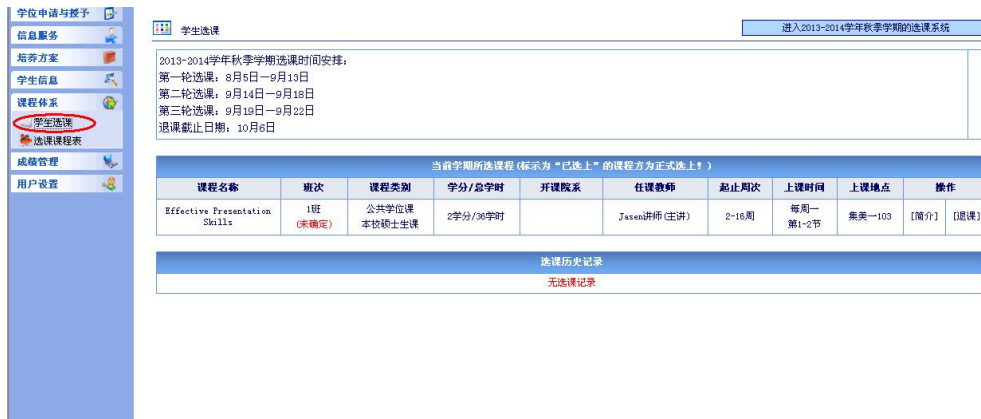 学位申请与授予
信息服务
培养方案
学生信息
课程体系
学生选课
选课课程表
成绩管理
用户设置
学生选课
进入2013-2014学年秋季学期的选课系统
2013-2014学年秋季学期选课时间安排：
第一轮选课：8月5日—9月13日
第二轮选课：9月14日—9月18日
第三轮选课：9月19日—9月22日
退课截止日期：10月6日
当前学期所选课程(标示为“已选上”的课程方为正式选上！)
课程名称 班次 课程类别 学分/总学时 开课院系 任课教师 起止周次 上课时间 上课地点 操作
Effective Presentation Skills 1班 (未确定) 公共学位课 本校硕士生课 2学分/36学时 Jasen讲师(主讲) 2-16周 每周一 第1-2节 集美一103 [简介] [退课]
选课历史记录
无选课记录